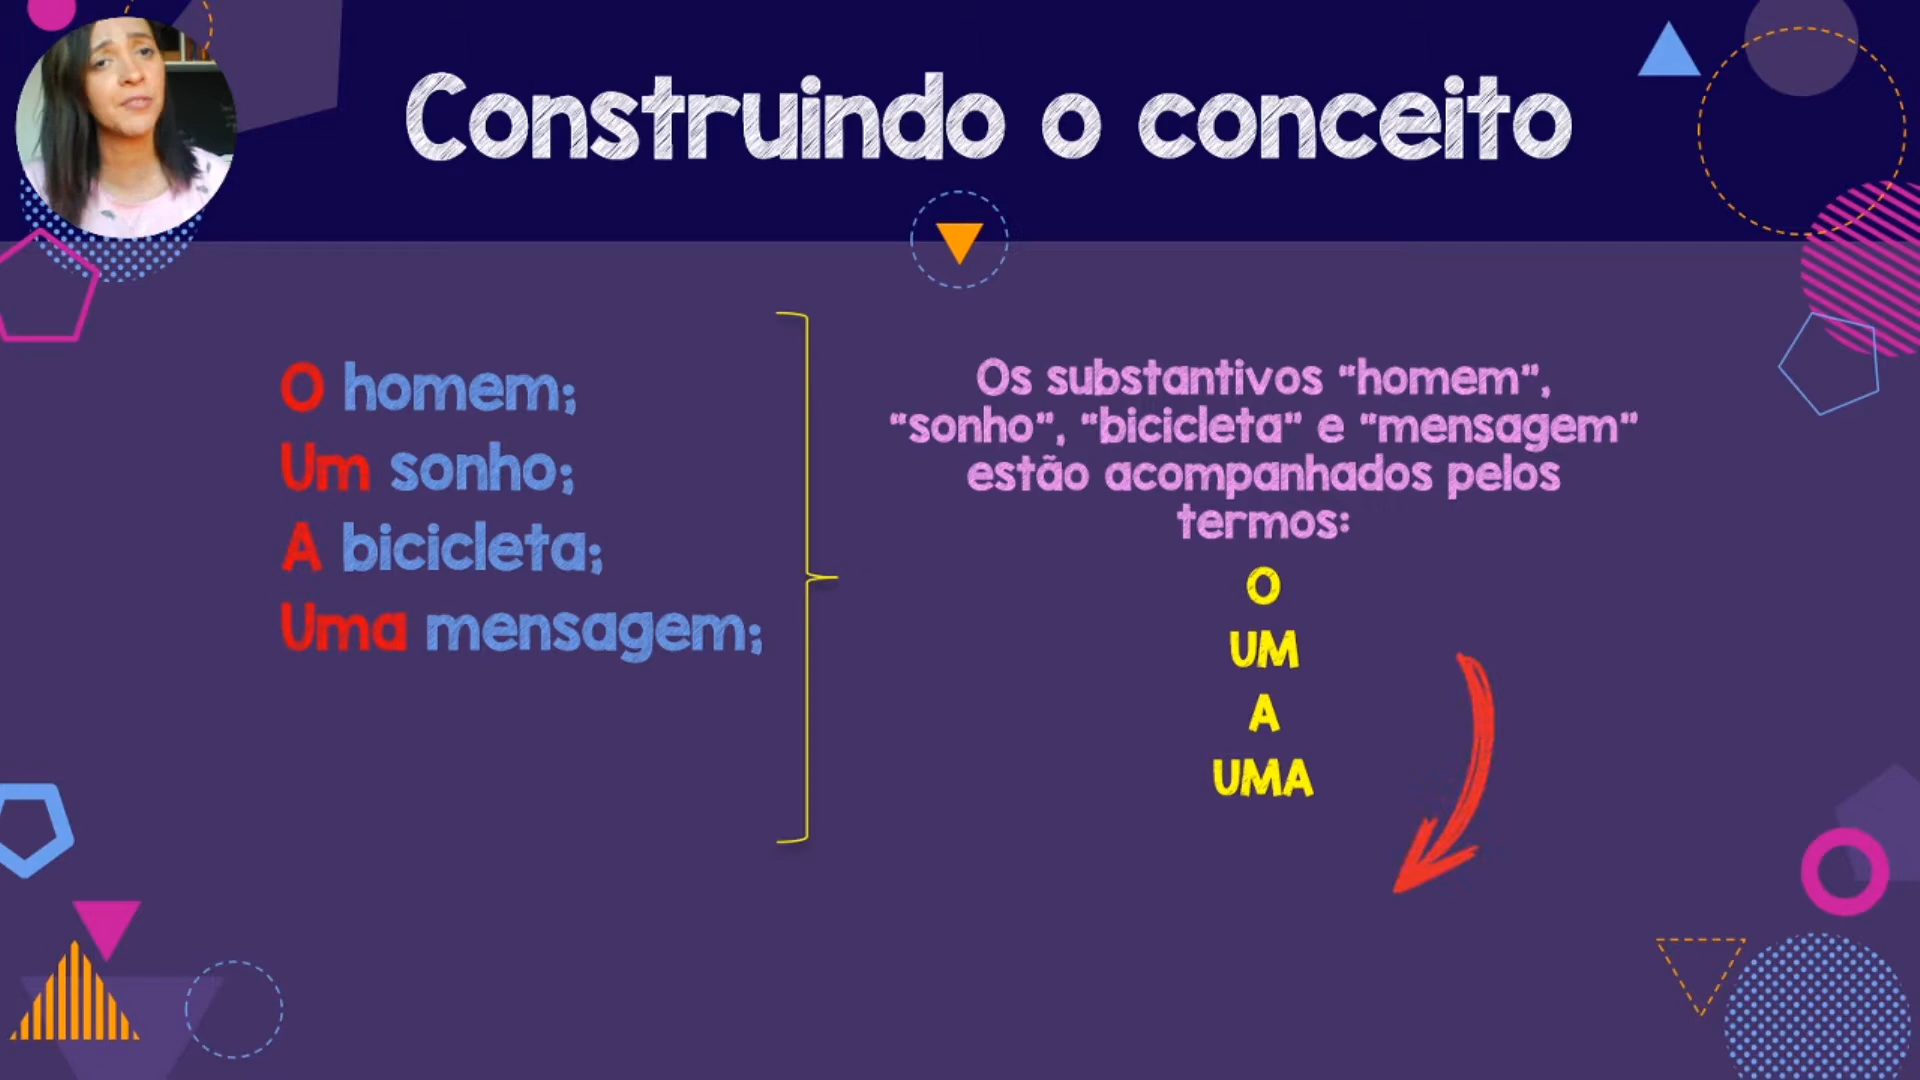 Construindo o conceito
O homem;
Um sonho;
A bicicleta;
Uma mensagem;
Os substantivos “homem”,
“sonho”, “bicicleta” e “mensagem”
estão acompanhados pelos
termos:
O
UM
A
UMA